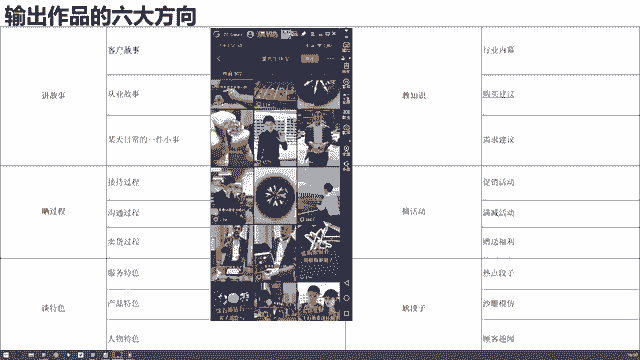 输出作品的六大方向
讲故事
客户故事
从业故事
某天日常的一件小事
晒过程
接待过程
沟通过程
卖货过程
谈特色
服务特色
产品特色
人物特色
教知识
行业内幕
购买建议
需求建议
搞活动
促销活动
满减活动
赠送福利
热点段子
沙雕模仿
顾客趣闻